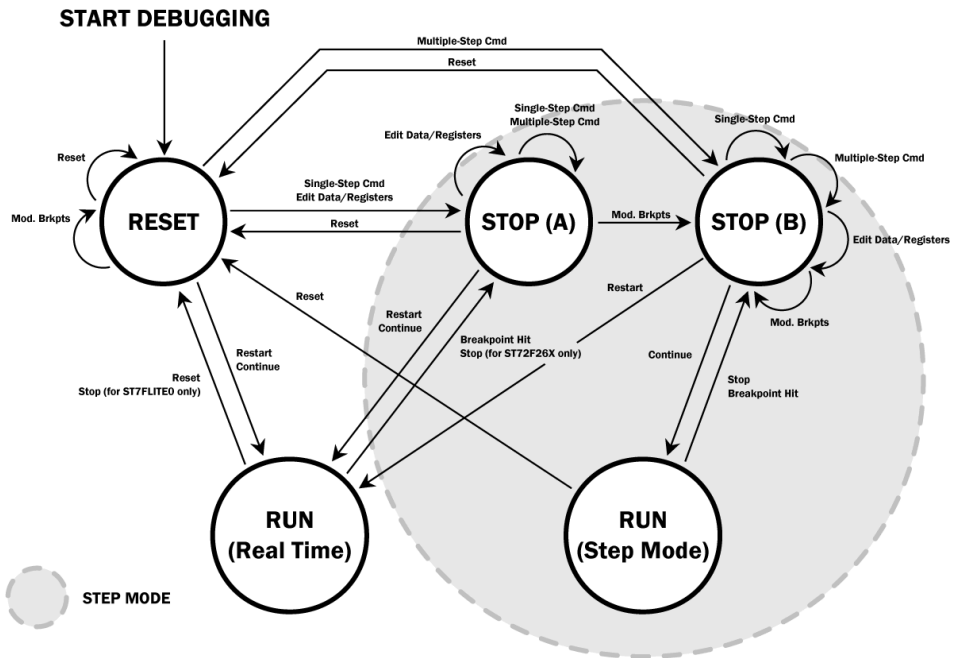 START DEBUGGING
Multiple-Step Cmd
Reset
Single-Step Cmd
Multiple-Step Cmd
Single-Step Cmd
Edit Data/Registers
Reset
Multiple-Step Cmd
Single-Step Cmd
Edit Data/Registers
Mod. Brkpts
RESET
STOP (A)
Mod. Brkpts
STOP (B)
Reset
Edit Data/Registers
Reset
Restart
Mod. Brkpts
Restart
Continue
Breakpoint Hit
Stop (for ST72F26X only)
Restart
Continue
Continue
Reset
Stop (for ST7FLITE0 only)
Stop
Breakpoint Hit
RUN
(Real Time)
RUN
(Step Mode)
STEP MODE